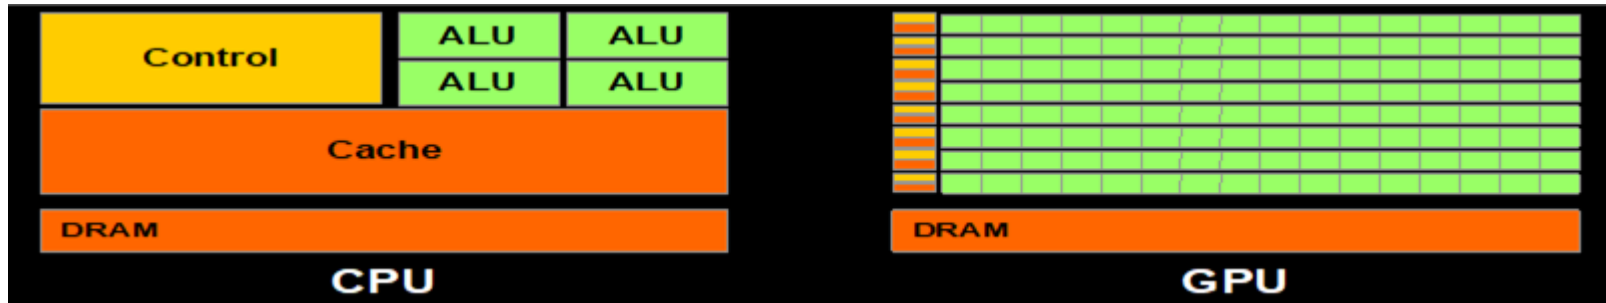 Control
ALU ALU
ALU ALU
Cache
DRAM
CPU
DRAM
GPU